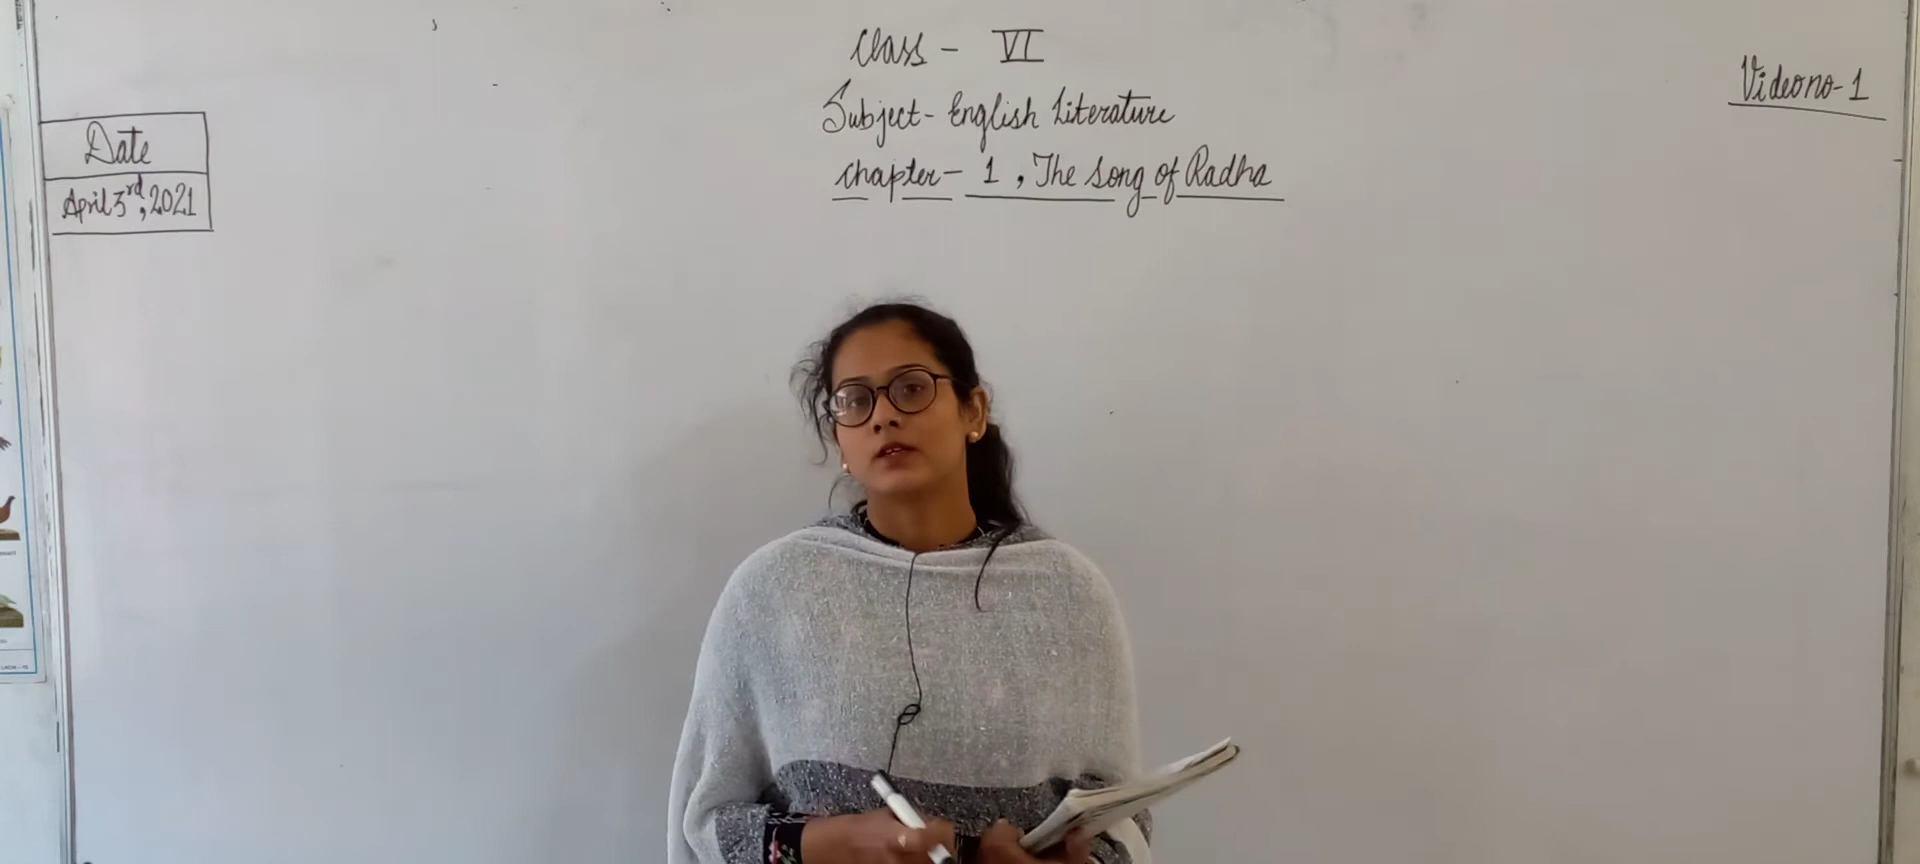 Class - VI
Subject - English Literature
Chapter - 1 , The Song of Radha
Video no - 1
Date
April 3rd, 2021